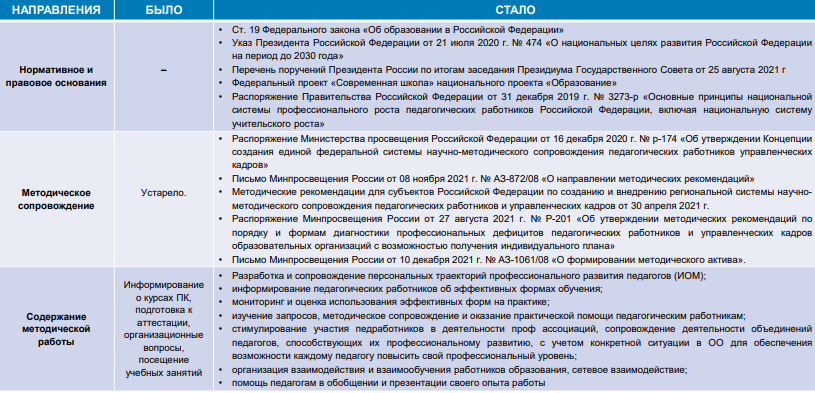 НАПРАВЛЕНИЯ БЫЛО СТАЛО
Нормативное и
правовое основания
–
• Ст. 19 Федерального закона «Об образовании в Российской Федерации»
• Указ Президента Российской Федерации от 21 июля 2020 г. № 474 «О национальных целях развития Российской Федерации
на период до 2030 года»
• Перечень поручений Президента России по итогам заседания Президиума Государственного Совета от 25 августа 2021 г
• Федеральный проект «Современная школа» национального проекта «Образование»
• Распоряжение Правительства Российской Федерации от 31 декабря 2019 г. № 3273-р «Основные принципы национальной
системы профессионального роста педагогических работников Российской Федерации, включая национальную систему
учительского роста»
Методическое
сопровождение
Устарело.
• Распоряжение Министерства просвещения Российской Федерации от 16 декабря 2020 г. № р-174 «Об утверждении Концепции
создания единой федеральной системы научно-методического сопровождения педагогических работников управленческих
кадров»
• Письмо Минпросвещения России от 08 ноября 2021 г. № АЗ-872/08 «О направлении методических рекомендаций»
• Методические рекомендации для субъектов Российской Федерации по созданию и внедрению региональной системы научно-
методического сопровождения педагогических работников и управленческих кадров от 30 апреля 2021 г.
• Распоряжение Минпросвещения России от 27 августа 2021 г. № Р-201 «Об утверждении методических рекомендаций по
порядку и формам диагностики профессиональных дефицитов педагогических работников и управленческих кадров
образовательных организаций с возможностью получения индивидуального плана»
• Письмо Минпросвещения России от 10 декабря 2021 г. № АЗ-1061/08 «О формировании методического актива».
Содержание
методической
работы
Информирование
о курсах ПК,
подготовка к
аттестации,
организационные
вопросы,
посещение
учебных занятий
• Разработка и сопровождение персональных траекторий профессионального развития педагогов (ИОМ);
• информирование педагогических работников об эффективных формах обучения;
• мониторинг и оценка использования эффективных форм на практике;
• изучение запросов, методическое сопровождение и оказание практической помощи педагогическим работникам;
• стимулирование участия педработников в деятельности проф ассоциаций, сопровождение деятельности объединений
педагогов, способствующих их профессиональному развитию, с учетом конкретной ситуации в ОО для обеспечения
возможности каждому педагогу повысить свой профессиональный уровень;
• организация взаимодействия и взаимообучения работников образования, сетевое взаимодействие;
• помощь педагогам в обобщении и презентации своего опыта работы